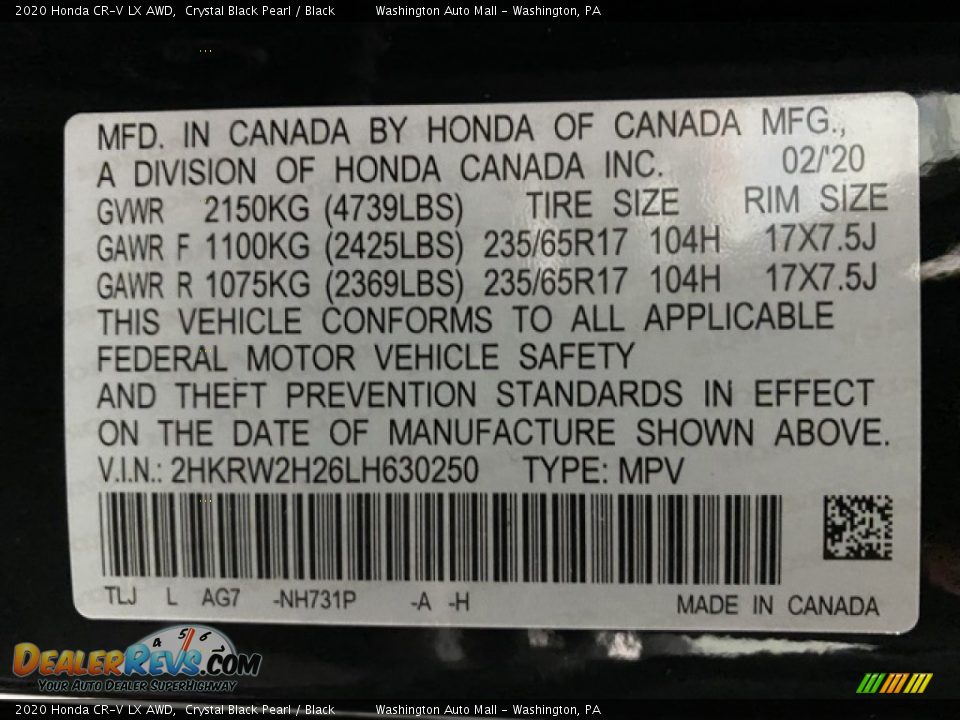 2020 Honda CR-V LX AWD, Crystal Black Pearl / Black Washington Auto Mall - Washington, PA
MFD. IN CANADA BY HONDA OF CANADA MFG.,
A DIVISION OF HONDA CANADA INC. 02/'20
GVWR 2150KG (4739LBS) TIRE SIZE RIM SIZE
GAWR F 1100KG (2425LBS) 235/65R17 104H 17X7.5J
GAWR R 1075KG (2369LBS) 235/65R17 104H 17X7.5J
THIS VEHICLE CONFORMS TO ALL APPLICABLE
FEDERAL MOTOR VEHICLE SAFETY
AND THEFT PREVENTION STANDARDS IN EFFECT
ON THE DATE OF MANUFACTURE SHOWN ABOVE.
V.I.N.: 2HKRW2H26LH630250 TYPE: MPV
TLJ L AG7 -NH731P -A -H MADE IN CANADA
4 5 6
DEALERREVS.COM
YOUR AUTO DEALER SUPERHIGHWAY
2020 Honda CR-V LX AWD, Crystal Black Pearl / Black Washington Auto Mall - Washington, PA